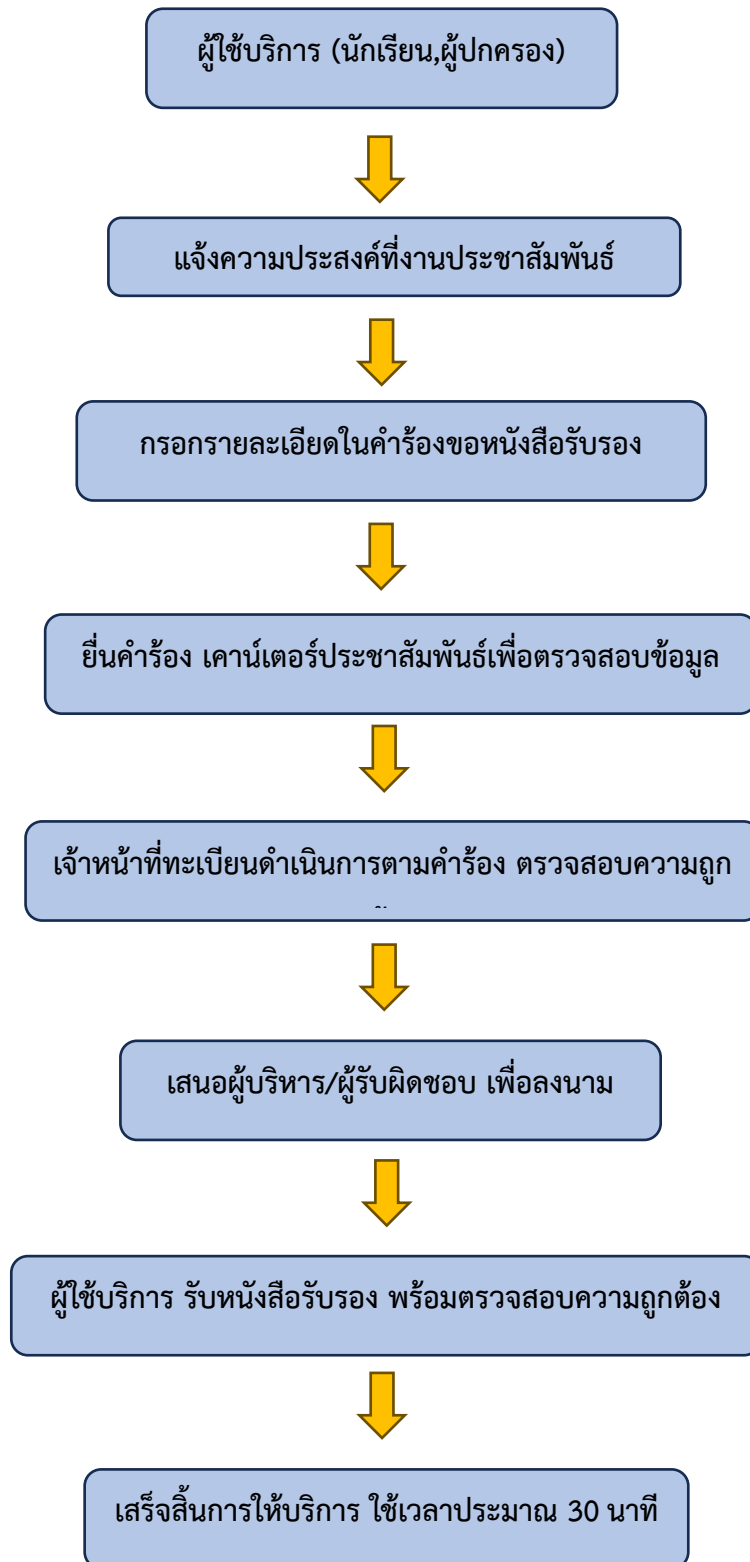 ผู้ใช้บริการ (นักเรียน,ผู้ปกครอง)
แจ้งความประสงค์ที่งานประชาสัมพันธ์
กรอกรายละเอียดในคำร้องขอหนังสือรับรอง
ยื่นคำร้อง เคาน์เตอร์ประชาสัมพันธ์เพื่อตรวจสอบข้อมูล
เจ้าหน้าที่ทะเบียนดำเนินการตามคำร้อง ตรวจสอบความถูก
เสนอผู้บริหาร/ผู้รับผิดชอบ เพื่อลงนาม
ผู้ใช้บริการ รับหนังสือรับรอง พร้อมตรวจสอบความถูกต้อง
เสร็จสิ้นการให้บริการ ใช้เวลาประมาณ 30 นาที